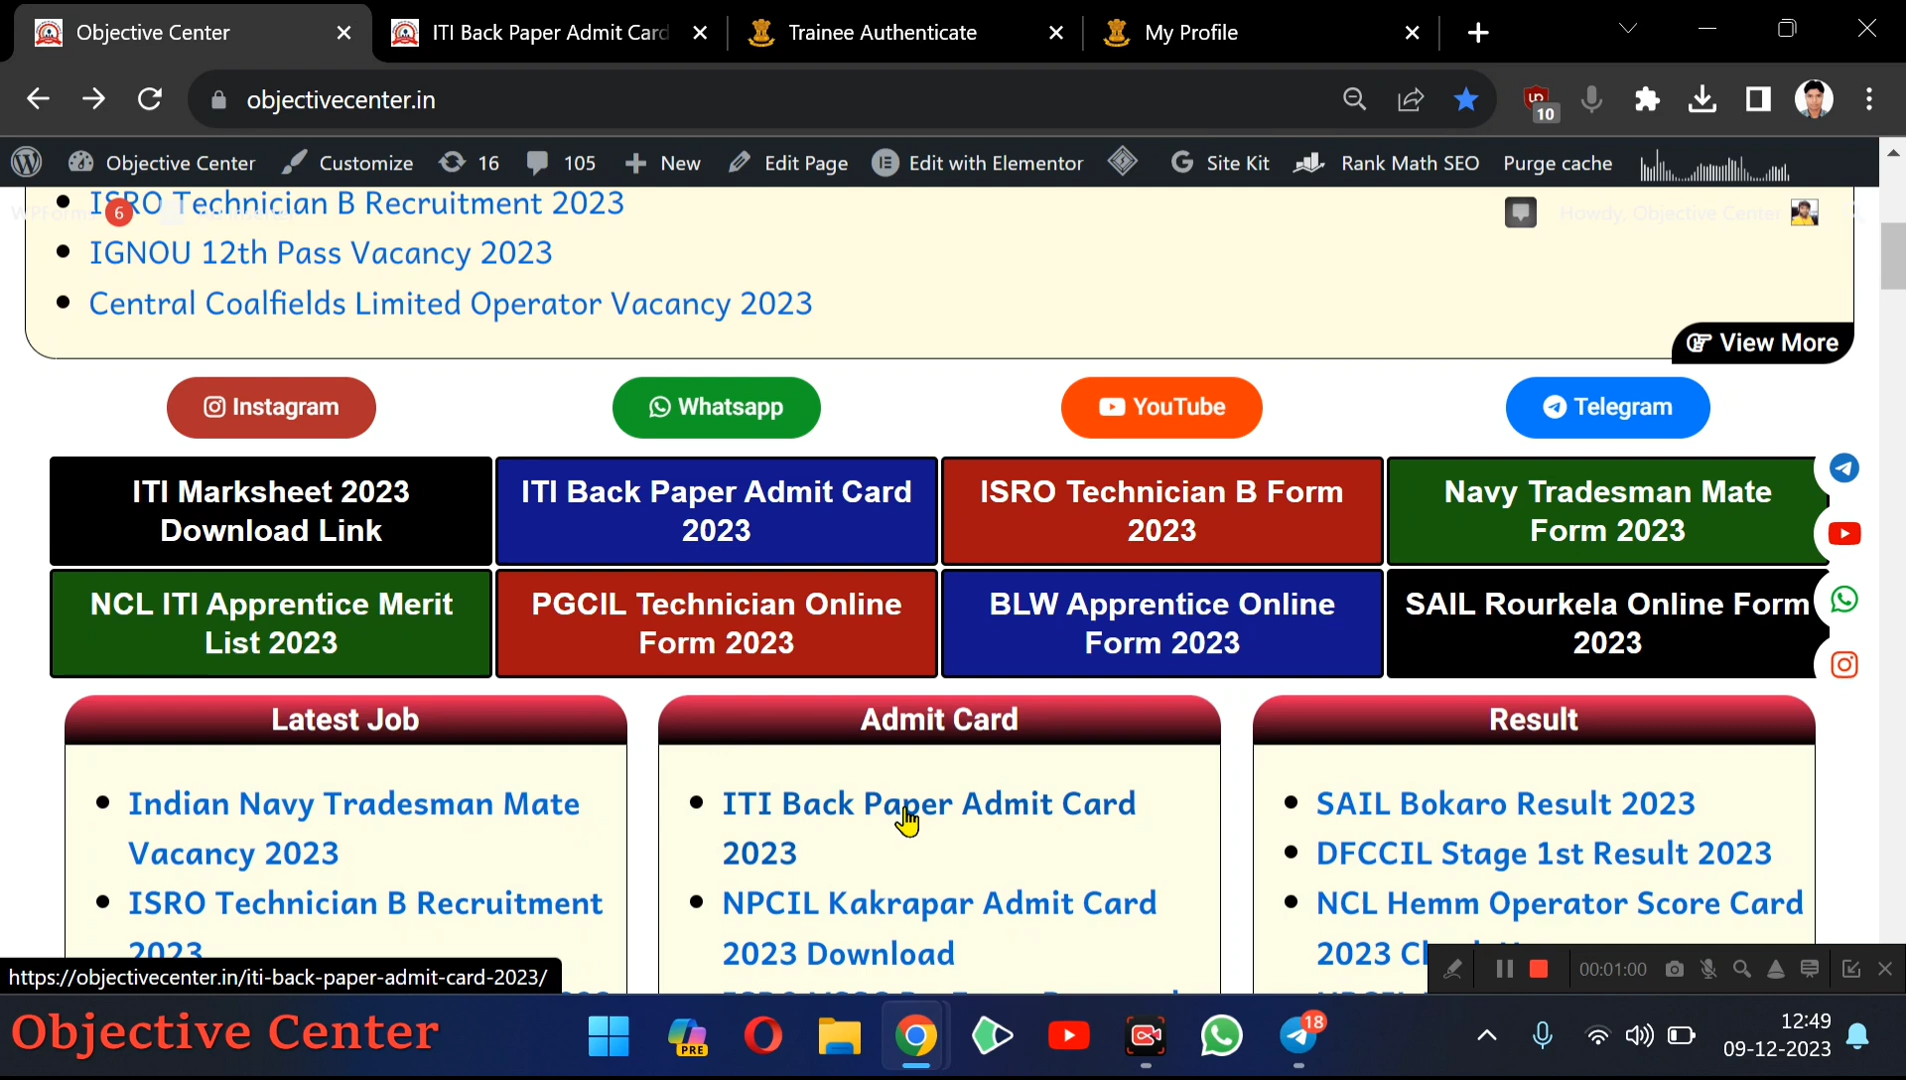 Objective Center
ITI Back Paper Admit Card
Trainee Authenticate
My Profile
objectivecenter.in
10
Objective Center
Customize
16
105
New
Edit Page
Edit with Elementor
Site Kit
Rank Math SEO
Purge cache
WPForms 6
Howdy, Objective Center
ISRO Technician B Recruitment 2023
IGNOU 12th Pass Vacancy 2023
Central Coalfields Limited Operator Vacancy 2023
View More
Instagram
Whatsapp
YouTube
Telegram
ITI Marksheet 2023
Download Link
ITI Back Paper Admit Card
2023
ISRO Technician B Form
2023
Navy Tradesman Mate
Form 2023
NCL ITI Apprentice Merit
List 2023
PGCIL Technician Online
Form 2023
BLW Apprentice Online
Form 2023
SAIL Rourkela Online Form
2023
Latest Job
Indian Navy Tradesman Mate
Vacancy 2023
ISRO Technician B Recruitment
2023
Admit Card
ITI Back Paper Admit Card
2023
NPCIL Kakrapar Admit Card
2023 Download
Result
SAIL Bokaro Result 2023
DFCCIL Stage 1st Result 2023
NCL Hemm Operator Score Card
2023
https://objectivecenter.in/iti-back-paper-admit-card-2023/
00:01:00
Objective Center
PRE
18
12:49
09-12-2023